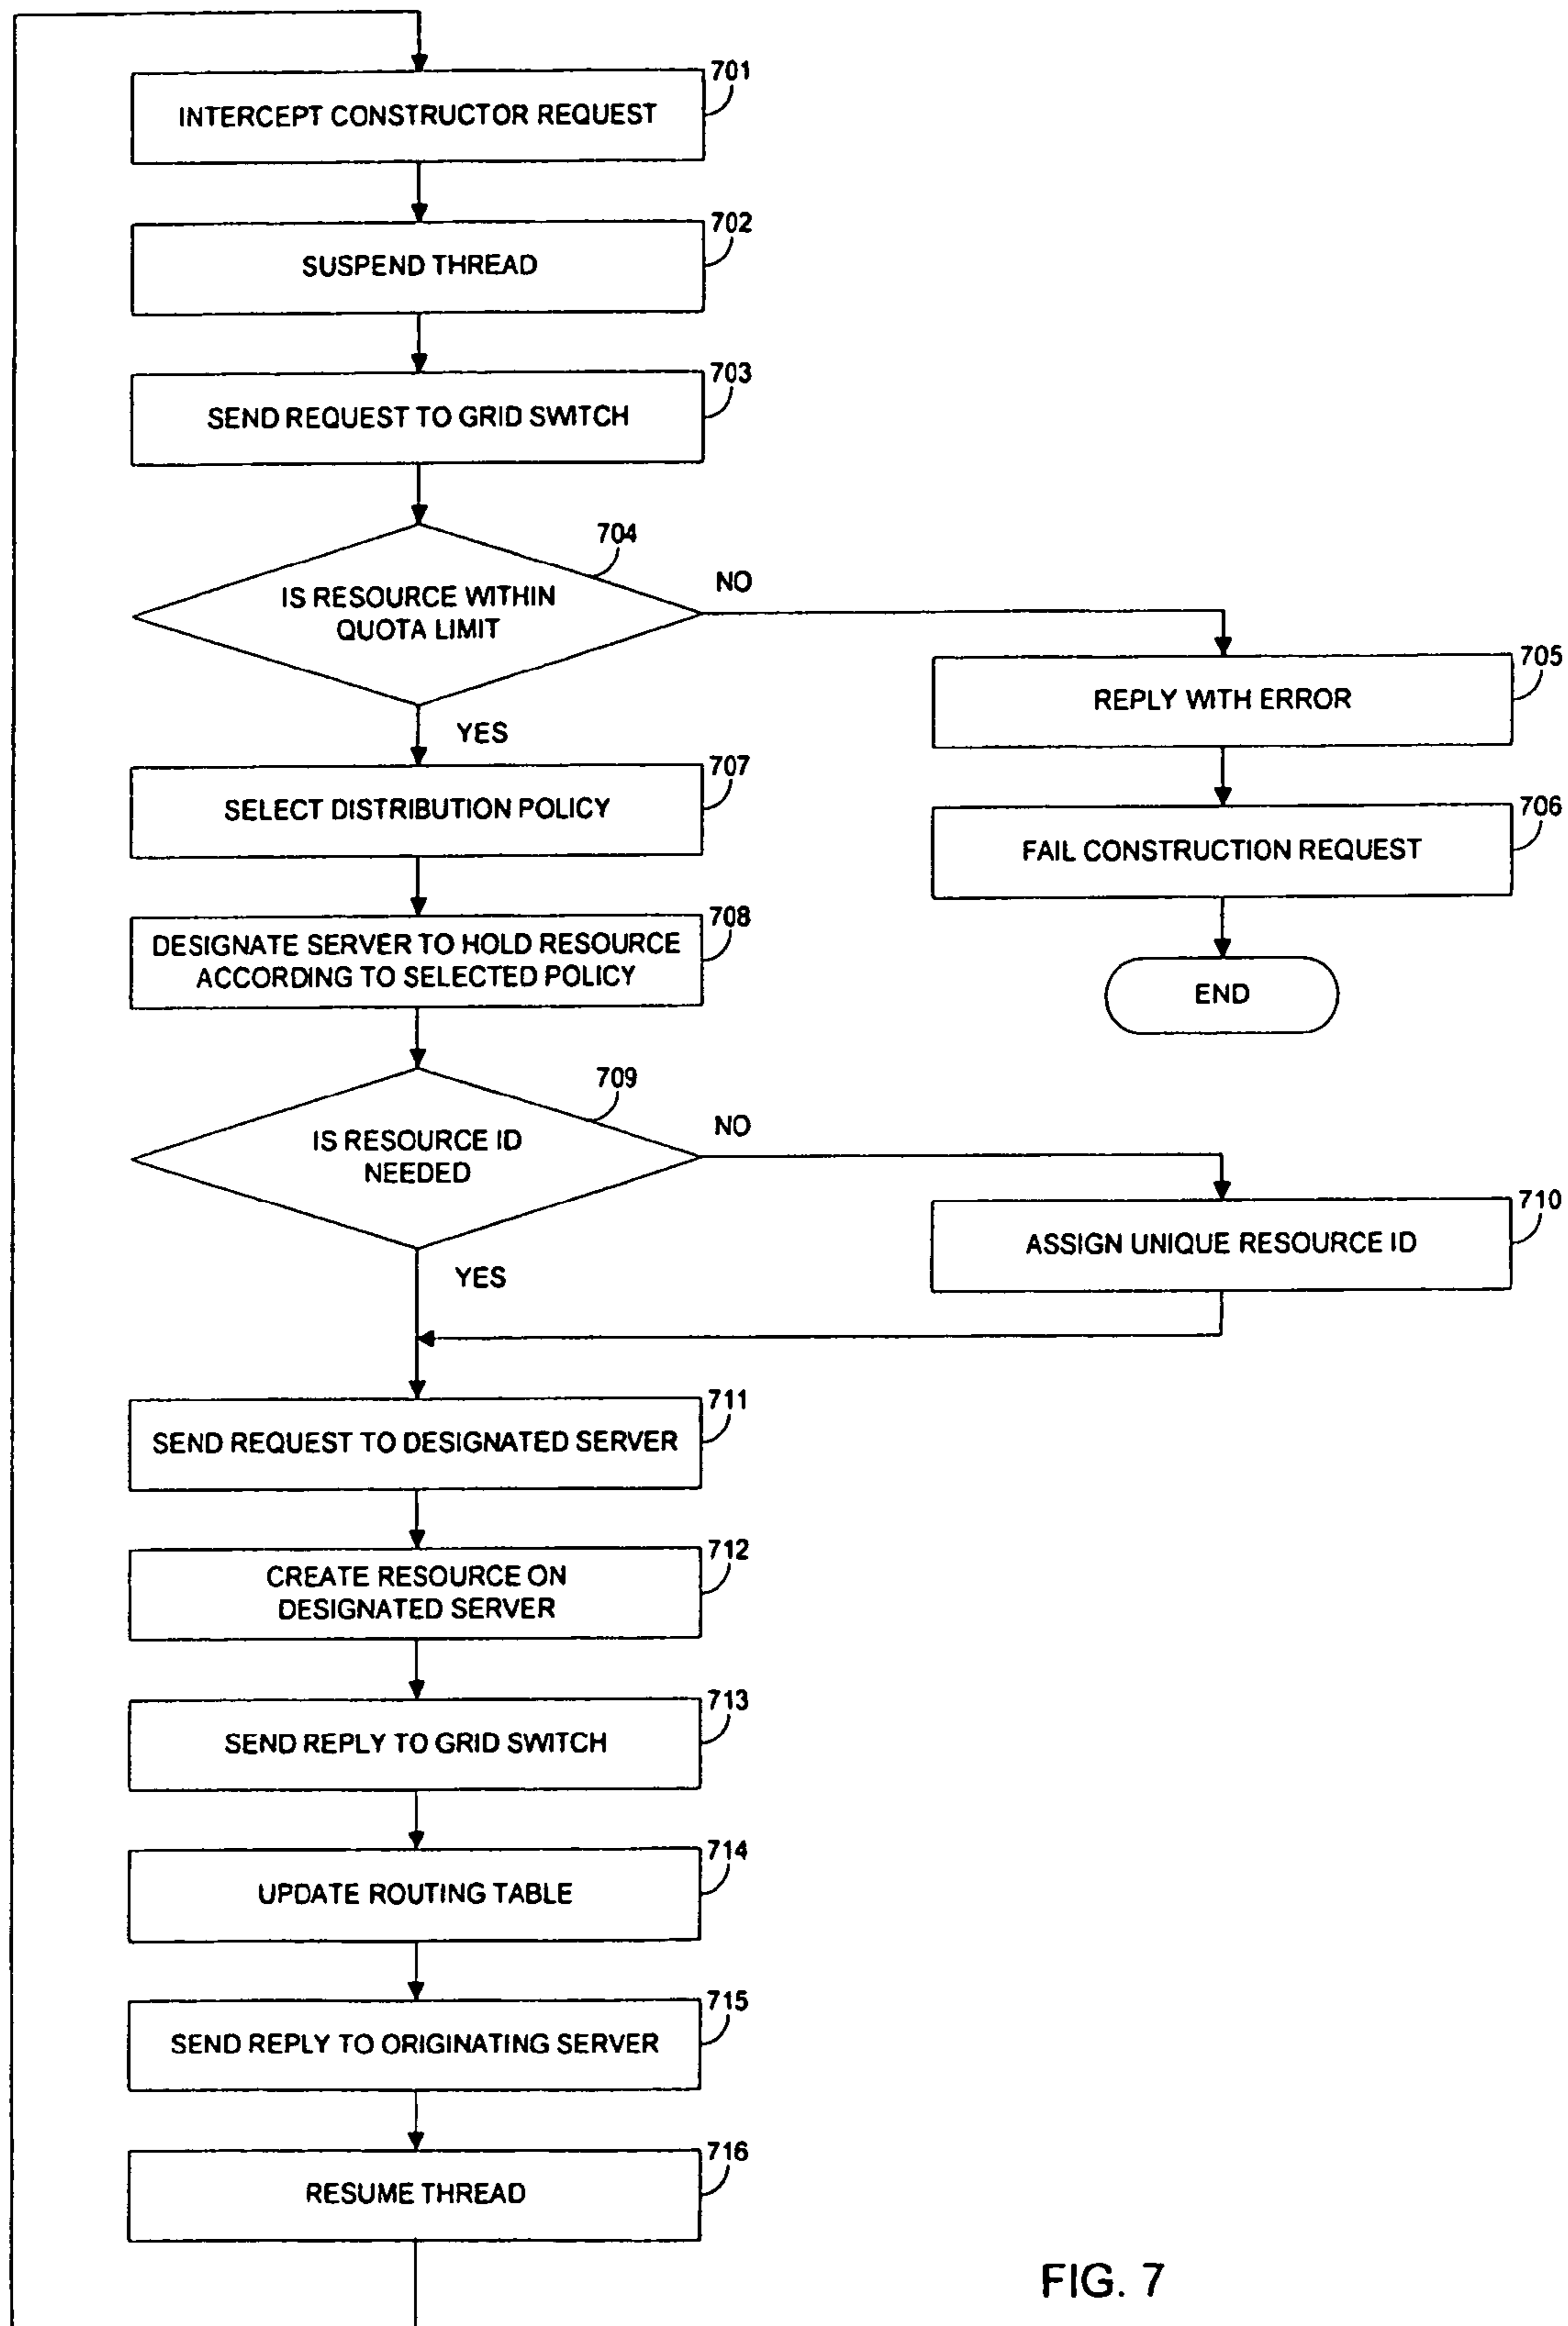 701
INTERCEPT CONSTRUCTOR REQUEST
702
SUSPEND THREAD
703
SEND REQUEST TO GRID SWITCH
704
IS RESOURCE WITHIN
QUOTA LIMIT
NO
YES
705
REPLY WITH ERROR
706
FAIL CONSTRUCTION REQUEST
END
707
SELECT DISTRIBUTION POLICY
708
DESIGNATE SERVER TO HOLD RESOURCE
ACCORDING TO SELECTED POLICY
709
IS RESOURCE ID
NEEDED
NO
YES
710
ASSIGN UNIQUE RESOURCE ID
711
SEND REQUEST TO DESIGNATED SERVER
712
CREATE RESOURCE ON
DESIGNATED SERVER
713
SEND REPLY TO GRID SWITCH
714
UPDATE ROUTING TABLE
715
SEND REPLY TO ORIGINATING SERVER
716
RESUME THREAD
FIG. 7